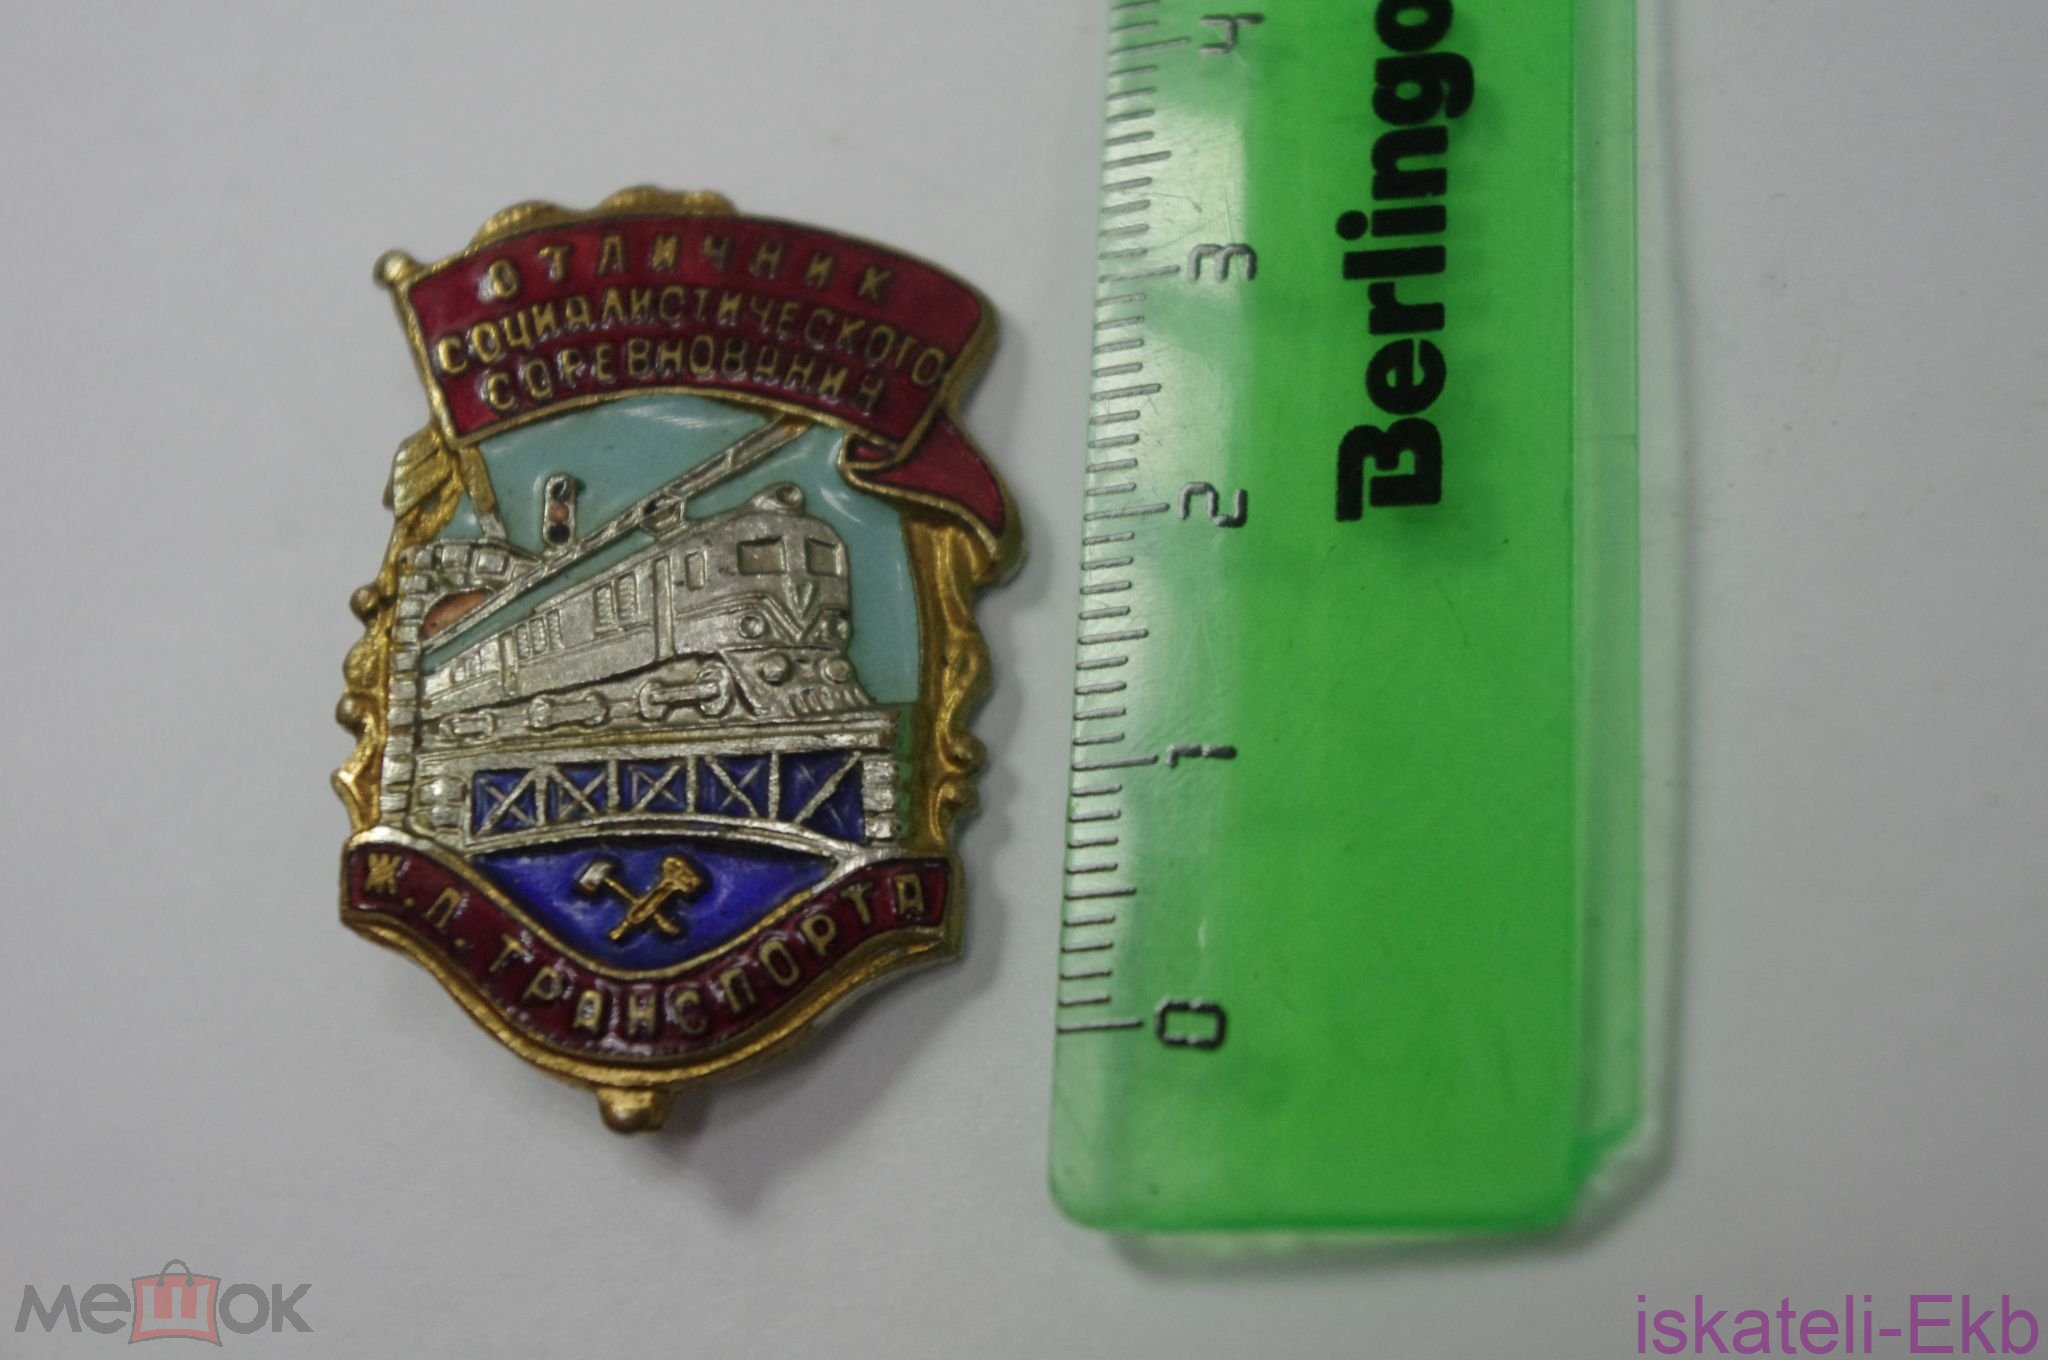 ОТЛИЧНИК
СОЦИАЛИСТИЧЕСКОГО
СОРЕВНОВАНИЯ
Ж.Д. ТРАНСПОРТА
4
3
2
1
0
Berlingo
мешок
iskateli-Ekb